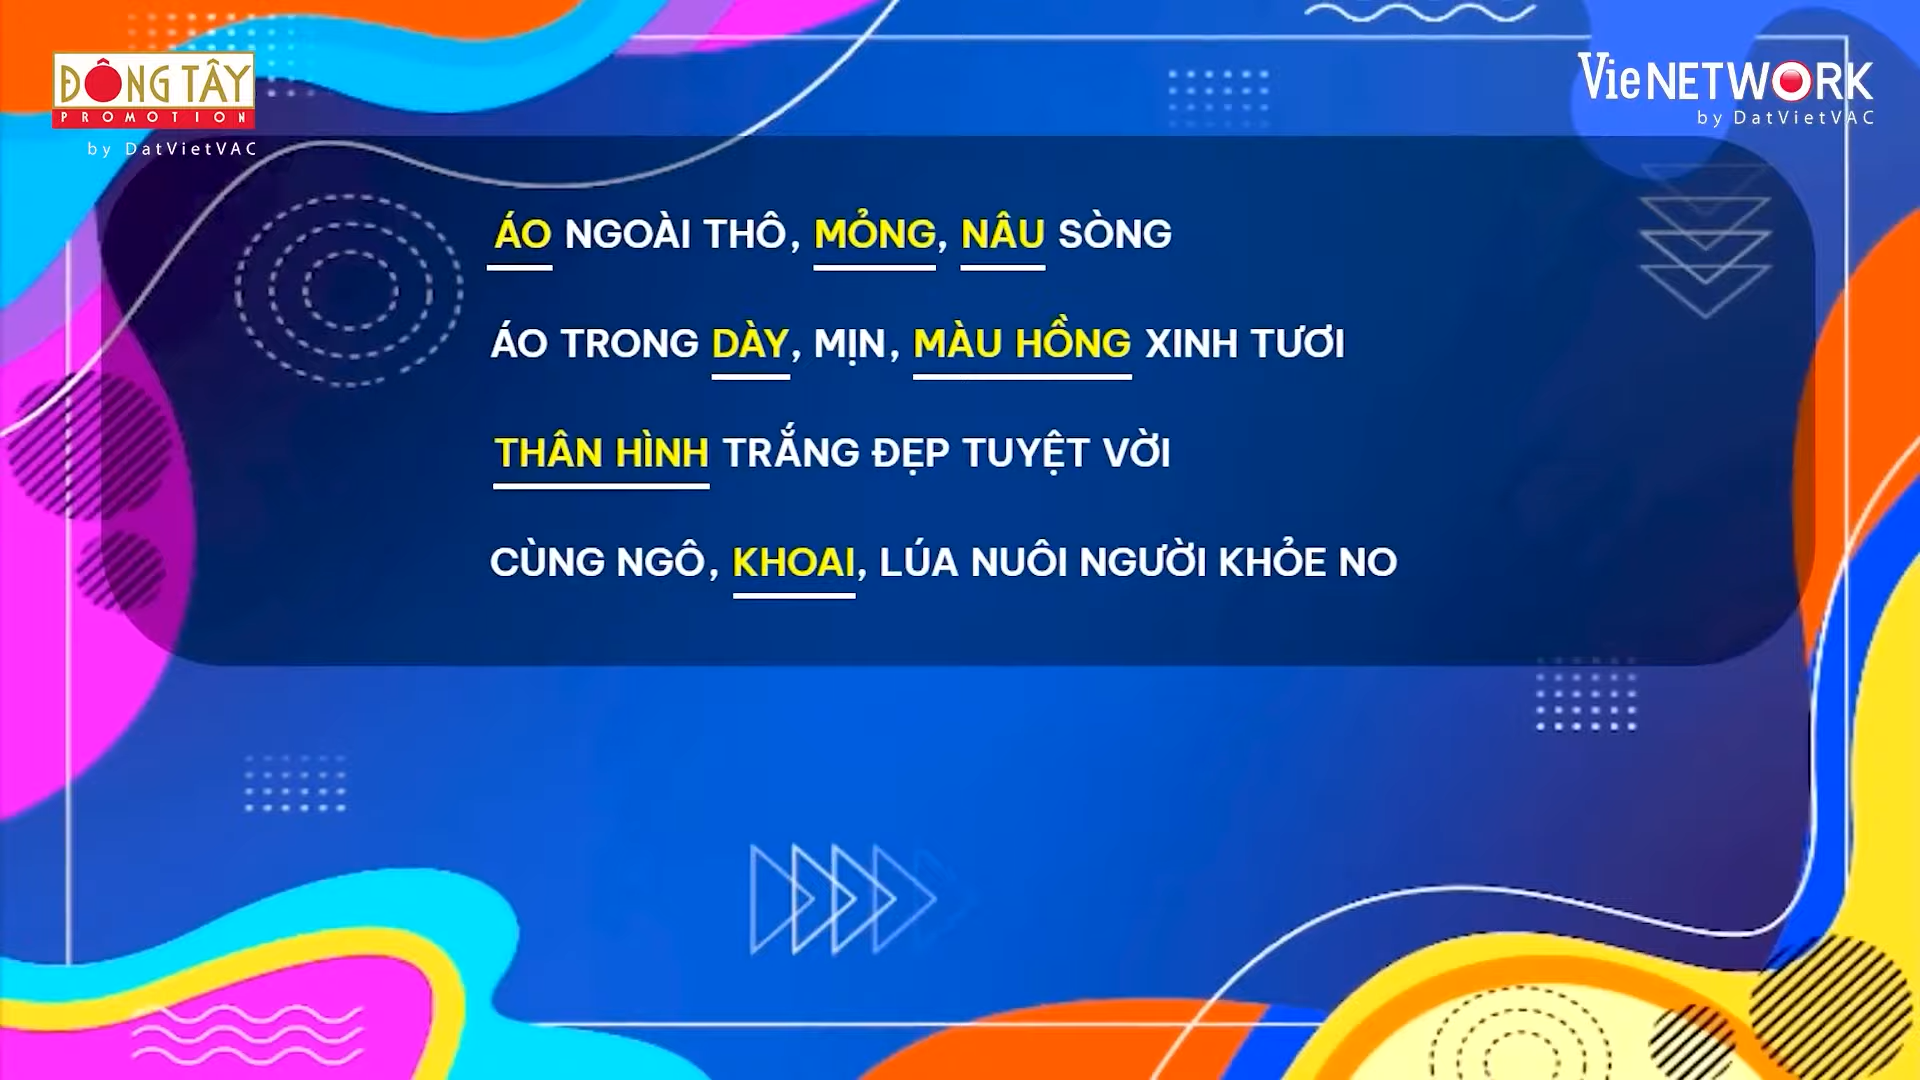 ĐÔNG TÂY
PROMOTION
by DatVietVAC
VieNETWORK
by DatVietVAC
ÁO NGOÀI THÔ, MỎNG, NÂU SÒNG
ÁO TRONG DÀY, MỊN, MÀU HỒNG XINH TƯƠI
THÂN HÌNH TRẮNG ĐẸP TUYỆT VỜI
CÙNG NGÔ, KHOAI, LÚA NUÔI NGƯỜI KHỎE NO